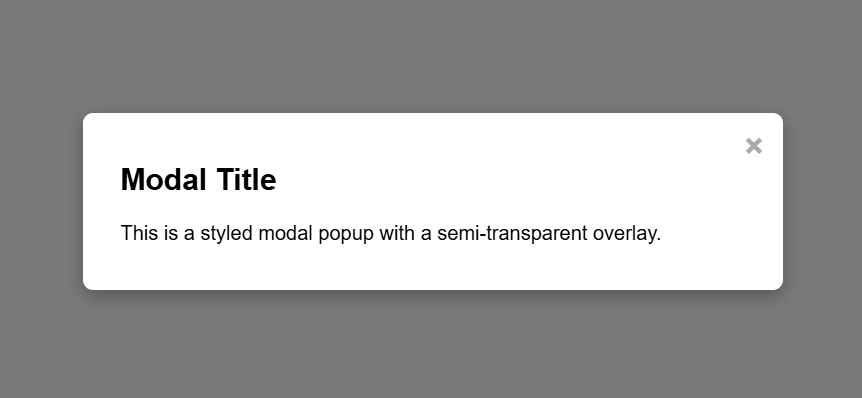 ×
Modal Title
This is a styled modal popup with a semi-transparent overlay.